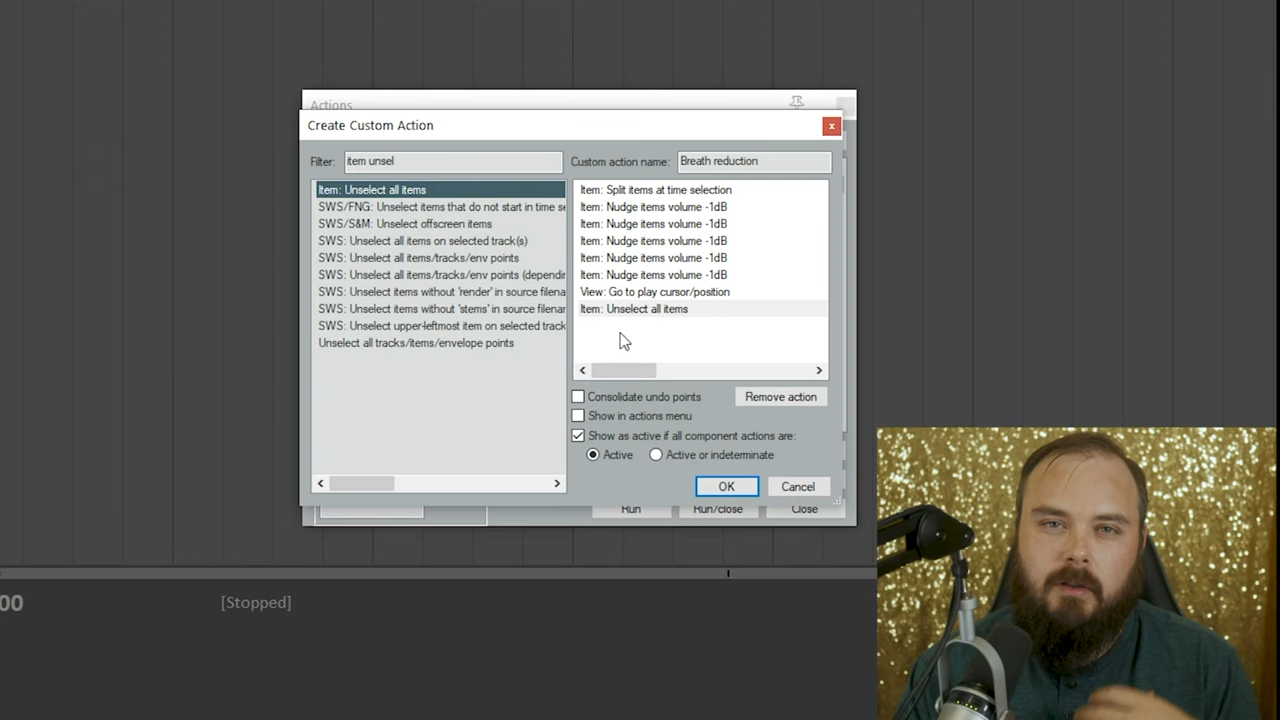 Actions
Create Custom Action
x
Filter:
item unsel
Custom action name:
Breath reduction
Item: Unselect all items
SWS/FNG: Unselect items that do not start in time se
SWS/S&M: Unselect offscreen items
SWS: Unselect all items on selected track(s)
SWS: Unselect all items/tracks/env points
SWS: Unselect all items/tracks/env points (dependin
SWS: Unselect items without 'render' in source filena
SWS: Unselect items without 'stems' in source filenam
SWS: Unselect upper-leftmost item on selected track
Unselect all tracks/items/envelope points
Item: Split items at time selection
Item: Nudge items volume -1dB
Item: Nudge items volume -1dB
Item: Nudge items volume -1dB
Item: Nudge items volume -1dB
Item: Nudge items volume -1dB
View: Go to play cursor/position
Item: Unselect all items
Consolidate undo points
Remove action
Show in actions menu
Show as active if all component actions are:
Active
Active or indeterminate
OK
Cancel
Run
Run/close
Close
00
[Stopped]